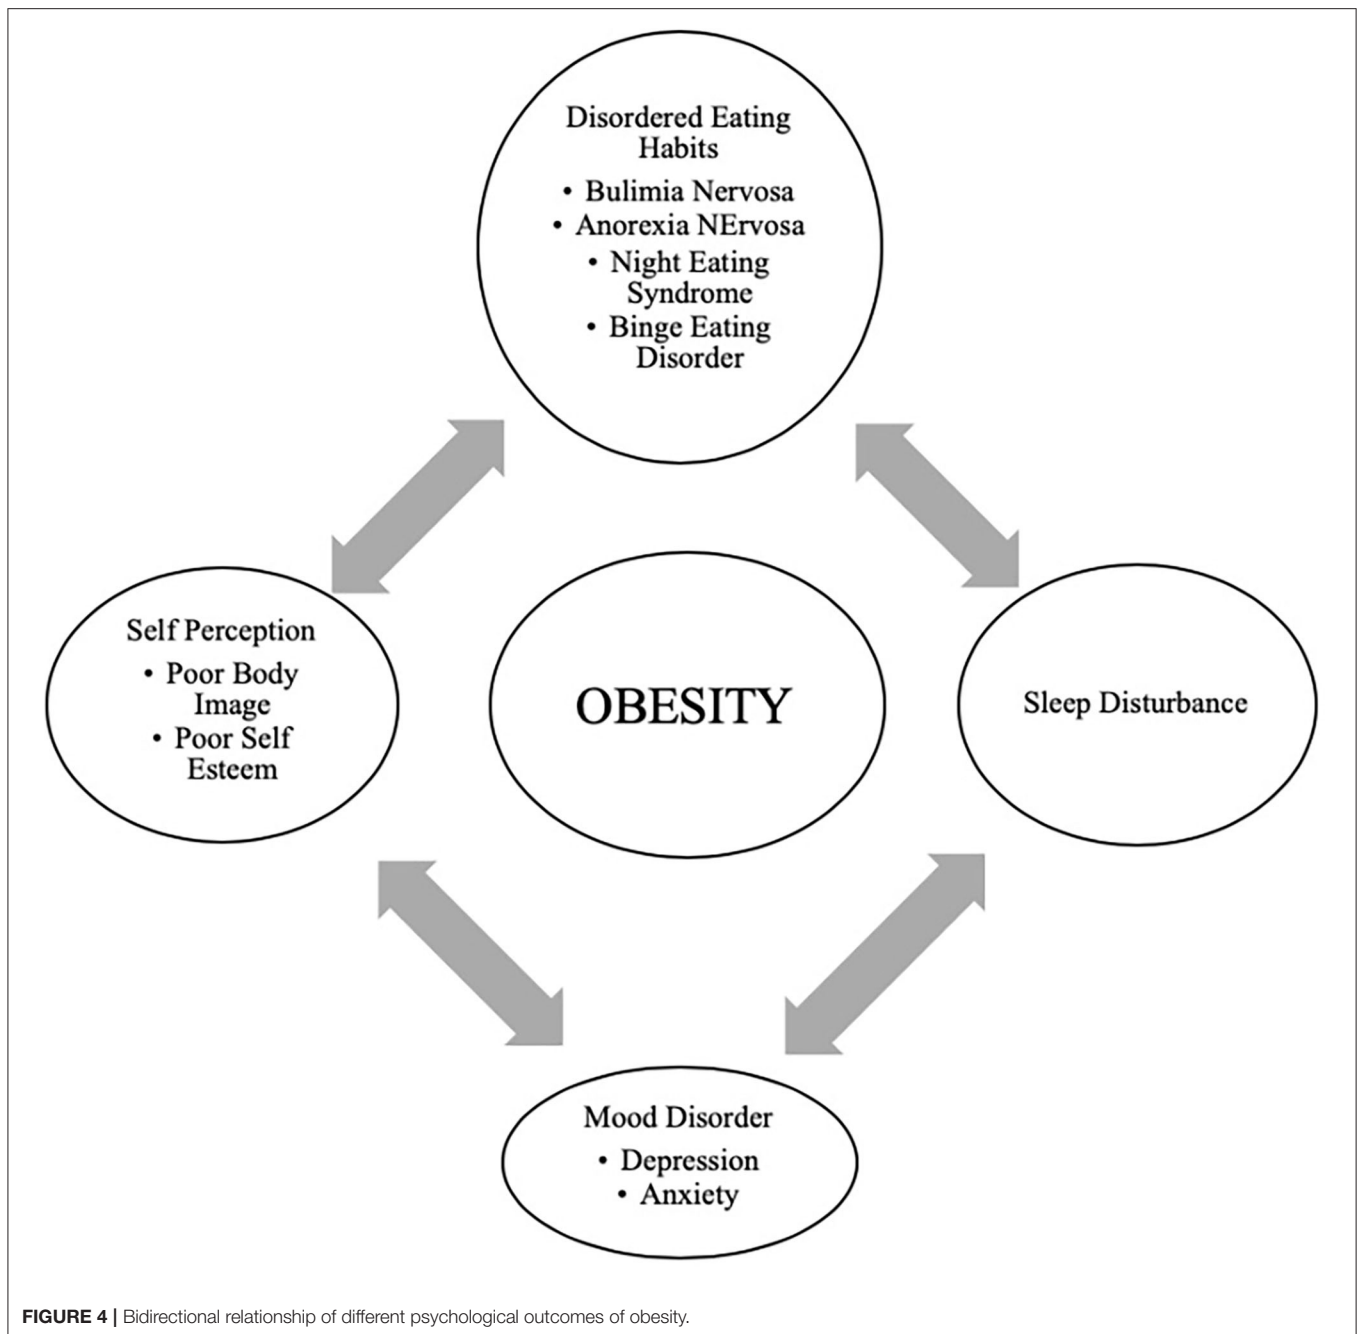 Disordered Eating
Habits
• Bulimia Nervosa
• Anorexia NErvosa
• Night Eating
Syndrome
• Binge Eating
Disorder
Self Perception
• Poor Body
Image
• Poor Self
Esteem
OBESITY
Sleep Disturbance
Mood Disorder
• Depression
• Anxiety
FIGURE 4 | Bidirectional relationship of different psychological outcomes of obesity.